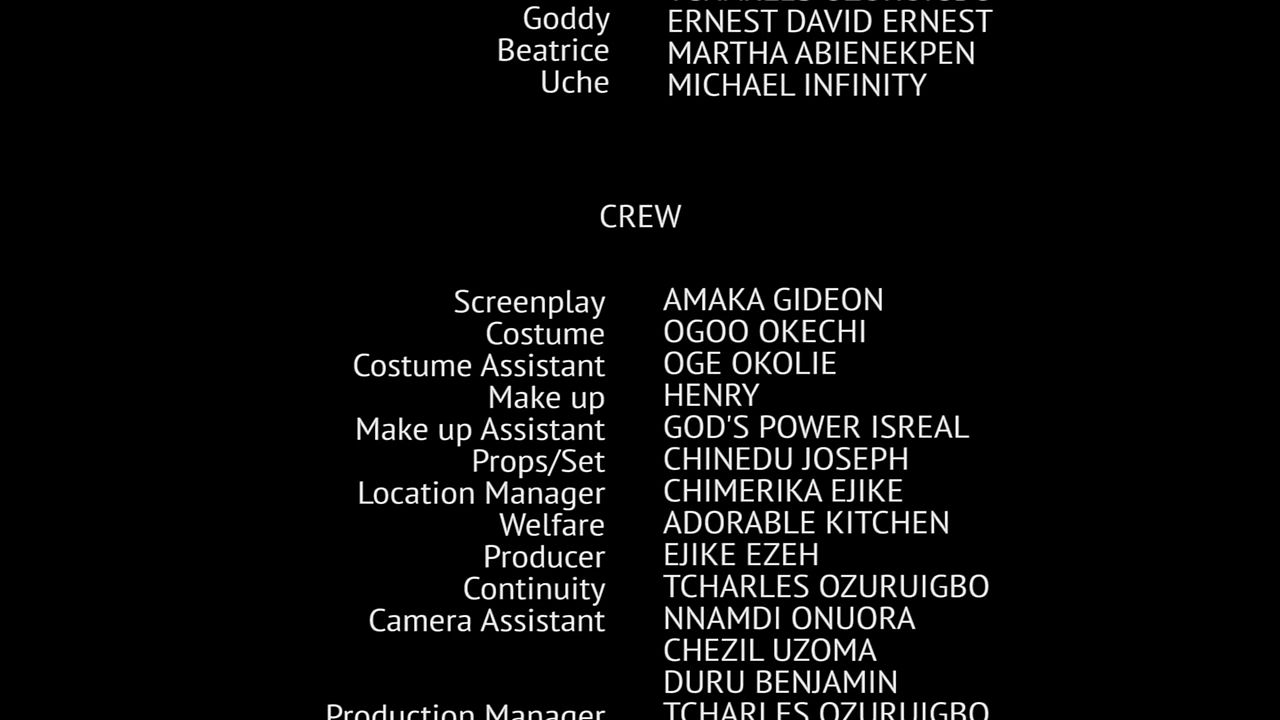 Goddy ERNEST DAVID ERNEST
Beatrice MARTHA ABIENEKPEN
Uche MICHAEL INFINITY
CREW
Screenplay AMAKA GIDEON
Costume OGOO OKECHI
Costume Assistant OGE OKOLIE
Make up HENRY
Make up Assistant GOD'S POWER ISREAL
Props/Set CHINEDU JOSEPH
Location Manager CHIMERIKA EJIKE
Welfare ADORABLE KITCHEN
Producer EJIKE EZEH
Continuity TCHARLES OZURUIGBO
Camera Assistant NNAMDI ONUORA
CHEZIL UZOMA
DURU BENJAMIN
Production Manager TCHARLES OZURUIGBO